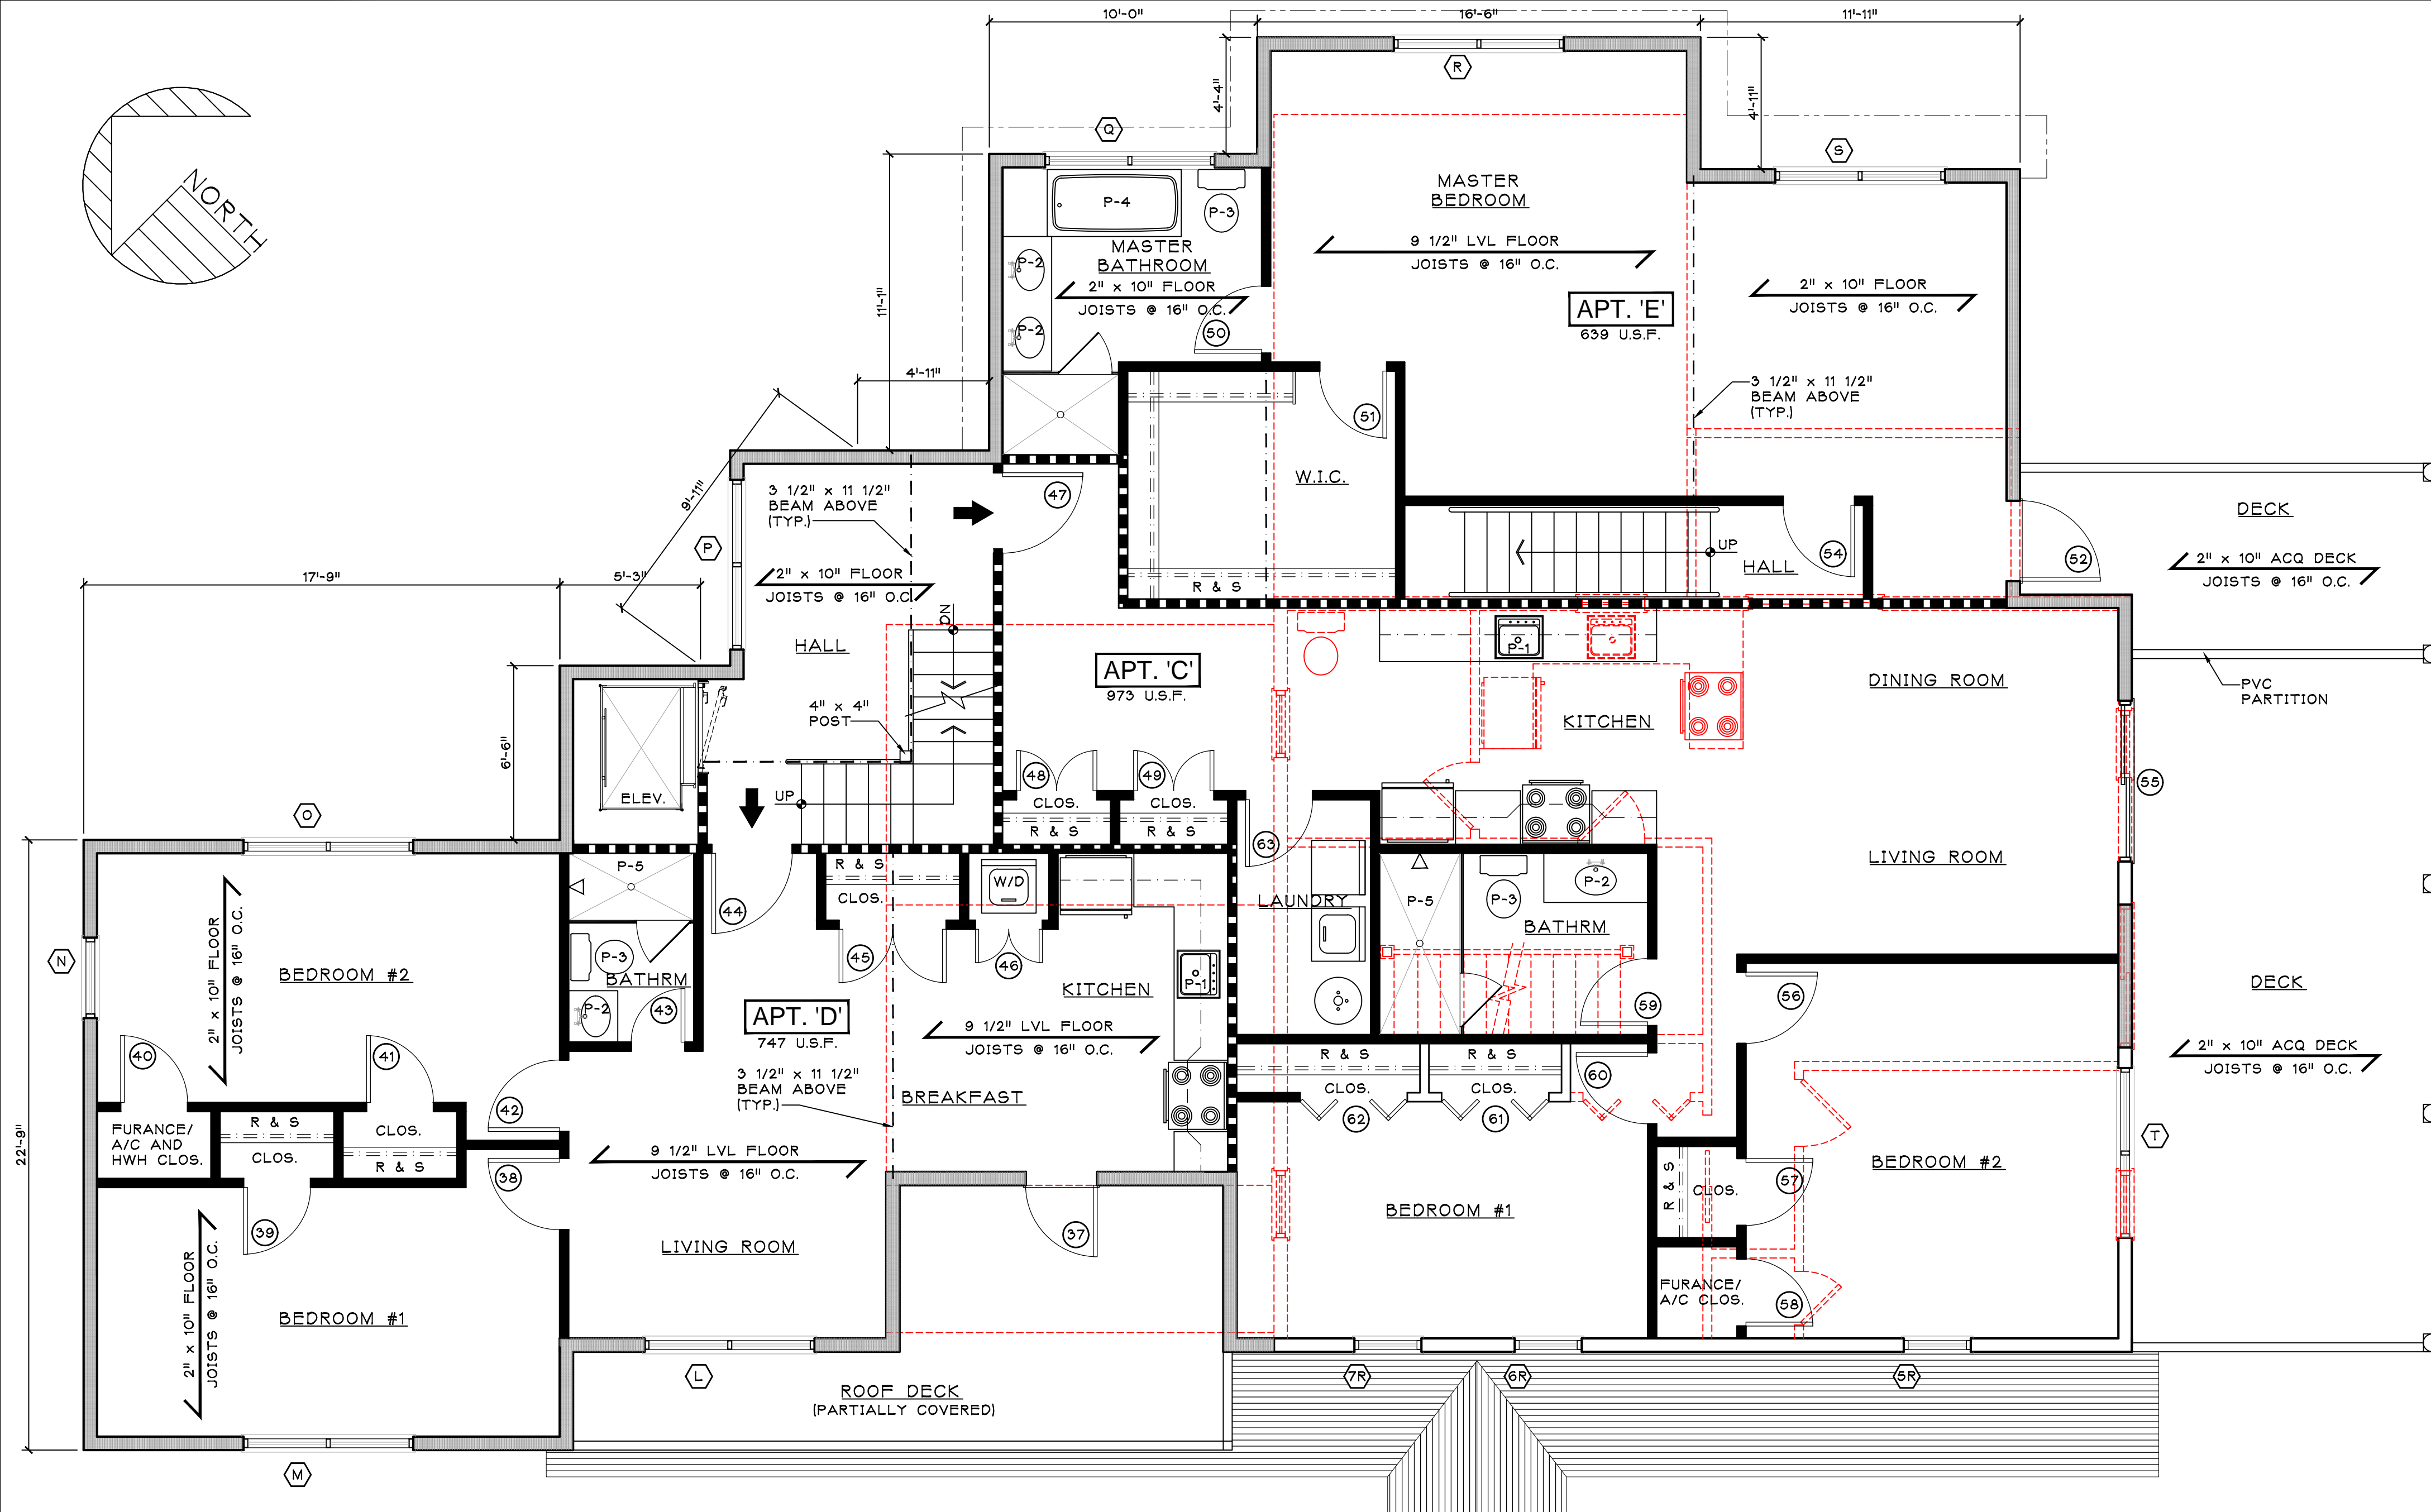 10'-0"
16'-6"
11'-11"
R
4'-4"
4'-11"
Q
S
NORTH
P-4
P-3
MASTER
BEDROOM
MASTER
BATHROOM
P-2
9 1/2" LVL FLOOR
JOISTS @ 16" O.C.
2" x 10" FLOOR
JOISTS @ 16" O.C.
2" x 10" FLOOR
JOISTS @ 16" O.C.
APT. 'E'
639 U.S.F.
P-2
50
11'-1"
4'-11"
3 1/2" x 11 1/2"
BEAM ABOVE
(TYP.)
51
9'-11"
3 1/2" x 11 1/2"
BEAM ABOVE
(TYP.)
47
W.I.C.
DECK
P
UP
54
HALL
52
2" x 10" ACQ DECK
JOISTS @ 16" O.C.
17'-9"
5'-3"
2" x 10" FLOOR
JOISTS @ 16" O.C.
R & S
DN
HALL
P-1
APT. 'C'
973 U.S.F.
DINING ROOM
PVC
PARTITION
4" x 4"
POST
KITCHEN
6'-6"
ELEV.
UP
48
49
CLOS.
CLOS.
R & S
R & S
55
O
63
LIVING ROOM
P-5
R & S
CLOS.
W/D
44
P-5
P-3
P-2
LAUNDRY
BATHRM
N
BEDROOM #2
2" x 10" FLOOR
JOISTS @ 16" O.C.
P-3
BATHRM
P-2
43
45
46
KITCHEN
P-1
59
56
DECK
APT. 'D'
747 U.S.F.
9 1/2" LVL FLOOR
JOISTS @ 16" O.C.
2" x 10" ACQ DECK
JOISTS @ 16" O.C.
40
41
42
3 1/2" x 11 1/2"
BEAM ABOVE
(TYP.)
BREAKFAST
R & S
R & S
CLOS.
CLOS.
60
62
61
FURANCE/
A/C AND
HWH CLOS.
R & S
CLOS.
CLOS.
R & S
T
22'-9"
9 1/2" LVL FLOOR
JOISTS @ 16" O.C.
38
BEDROOM #2
R & S
CLOS.
57
39
37
BEDROOM #1
LIVING ROOM
2" x 10" FLOOR
JOISTS @ 16" O.C.
BEDROOM #1
FURANCE/
A/C CLOS.
58
L
7R
6R
5R
ROOF DECK
(PARTIALLY COVERED)
M